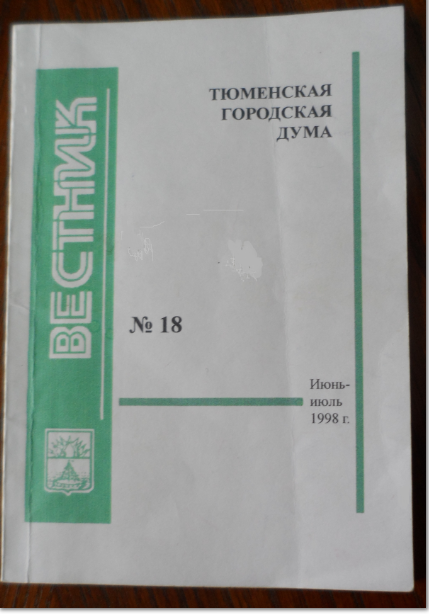 ТЮМЕНСКАЯ
ГОРОДСКАЯ
ДУМА
ВЕСТНИК
№ 18
Июнь-
июль
1998 г.